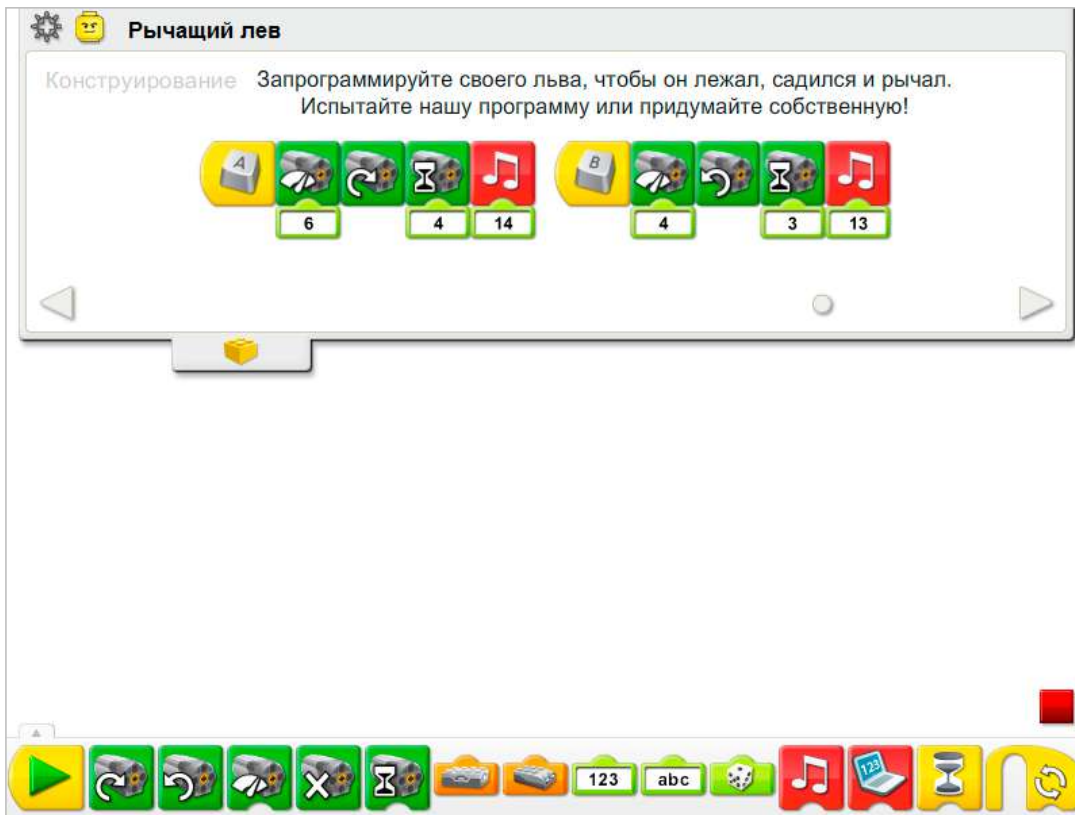 Рычащий лев
Конструирование
Запрограммируйте своего льва, чтобы он лежал, садился и рычал.
Испытайте нашу программу или придумайте собственную!
A B
6 4 14 4 3 13
123 abc 123